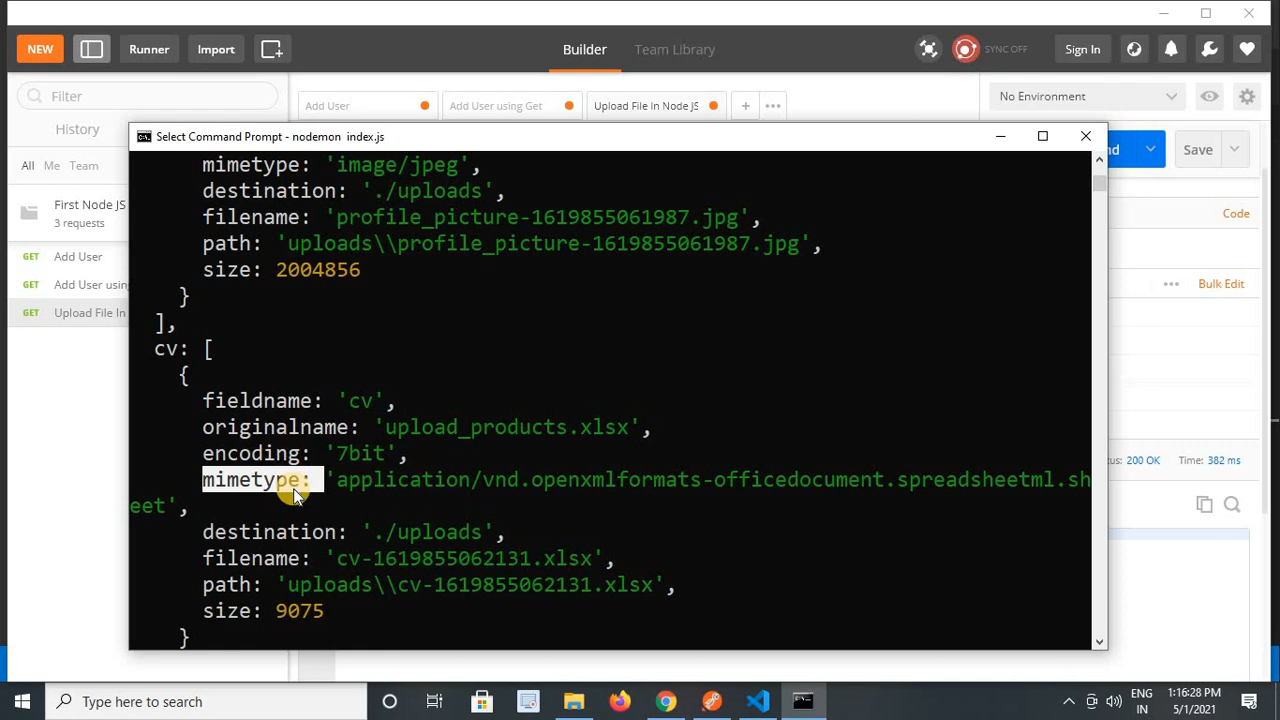 NEW
Runner
Import
Builder
Team Library
SYNC OFF
Sign In
Filter
Add User
Add User using Get
Upload File In Node JS
No Environment
History
Select Command Prompt - nodemon  index.js
All
Me
Team
Save
First Node JS
3 requests
Code
GET
Add User
GET
Add User using
Bulk Edit
GET
Upload File In
mimetype: 'image/jpeg',
destination: './uploads',
filename: 'profile_picture-1619855061987.jpg',
path: 'uploads\\profile_picture-1619855061987.jpg',
size: 2004856
}
],
cv: [
{
fieldname: 'cv',
originalname: 'upload_products.xlsx',
encoding: '7bit',
mimetype: 'application/vnd.openxmlformats-officedocument.spreadsheetml.sh
eet',
destination: './uploads',
filename: 'cv-1619855062131.xlsx',
path: 'uploads\\cv-1619855062131.xlsx',
size: 9075
}
Status: 200 OK
Time: 382 ms
Type here to search
ENG
IN
1:16:28 PM
5/1/2021